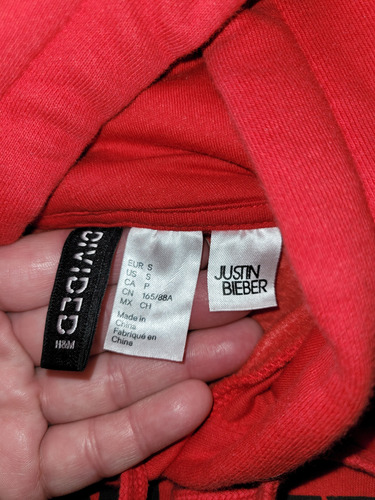 DIVIDED
H&M
EUR S
US S
CA P
CN 165/88A
MX CH
Made in
China
Fabriqué en
Chine
JUSTIN
BIEBER